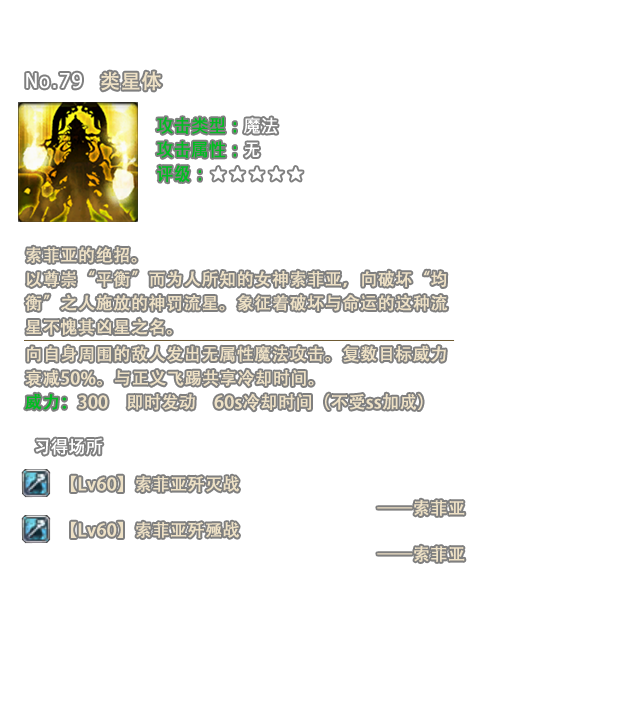 No.79 类星体
攻击类型：魔法
攻击属性：无
评级：☆☆☆☆☆
索菲亚的绝招。
以尊崇“平衡”而为人所知的女神索菲亚，向破坏“均
衡”之人施放的神罚流星。象征着破坏与命运的这种流
星不愧其凶星之名。
向自身周围的敌人发出无属性魔法攻击。复数目标威力
衰减50%。与正义飞踢共享冷却时间。
威力：300 即时发动 60s冷却时间（不受ss加成）
习得场所
【Lv60】索菲亚歼灭战
——索菲亚
【Lv60】索菲亚歼殛战
——索菲亚